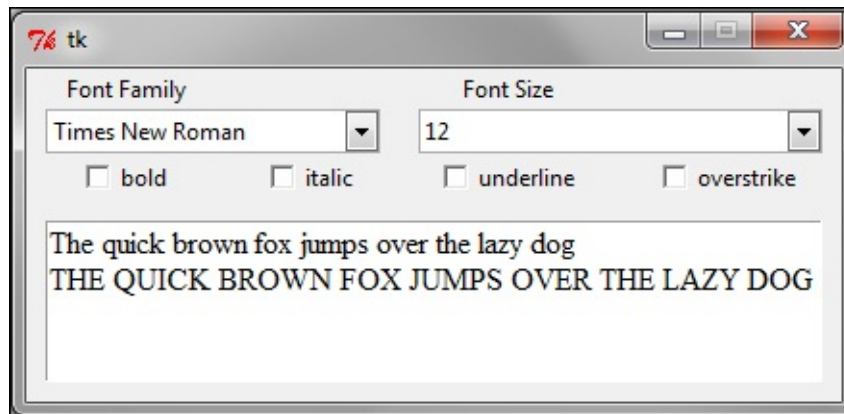 tk
Font Family Font Size
Times New Roman 12
bold italic underline overstrike
The quick brown fox jumps over the lazy dog
THE QUICK BROWN FOX JUMPS OVER THE LAZY DOG